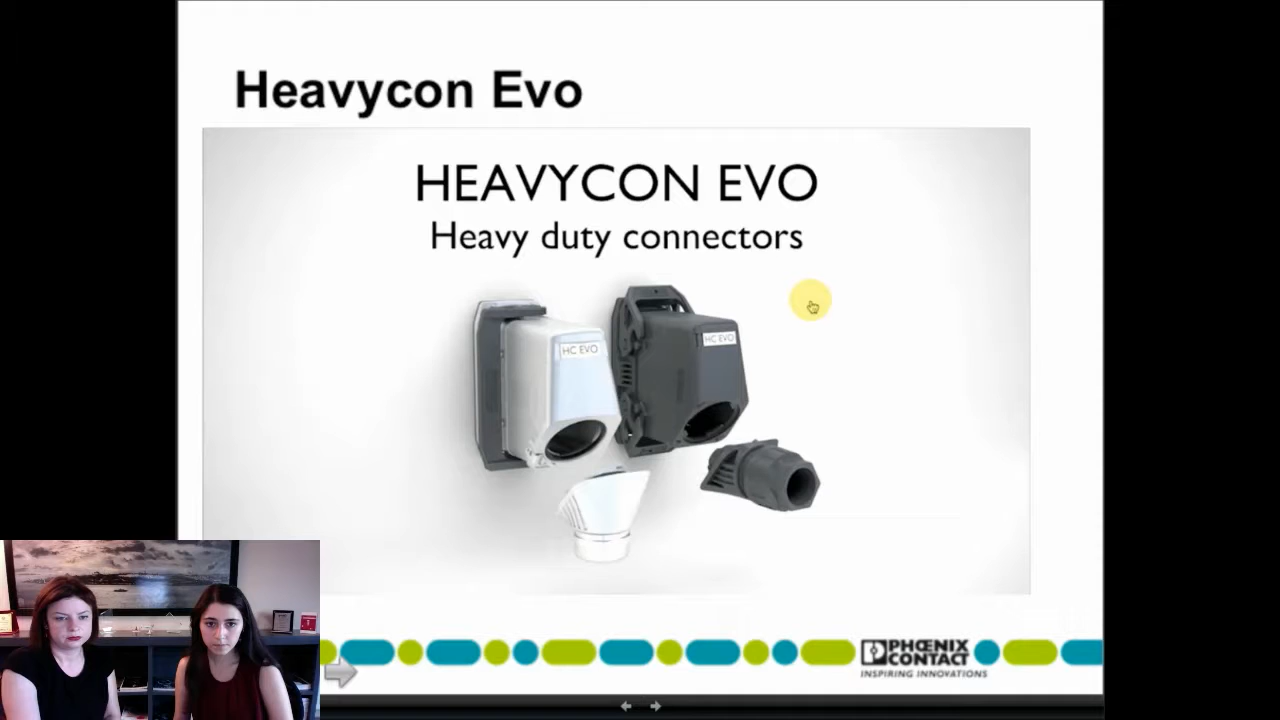 Heavycon Evo
HEAVYCON EVO
Heavy duty connectors
HC EVO
HC EVO
PHŒNIX
CONTACT
INSPIRING INNOVATIONS